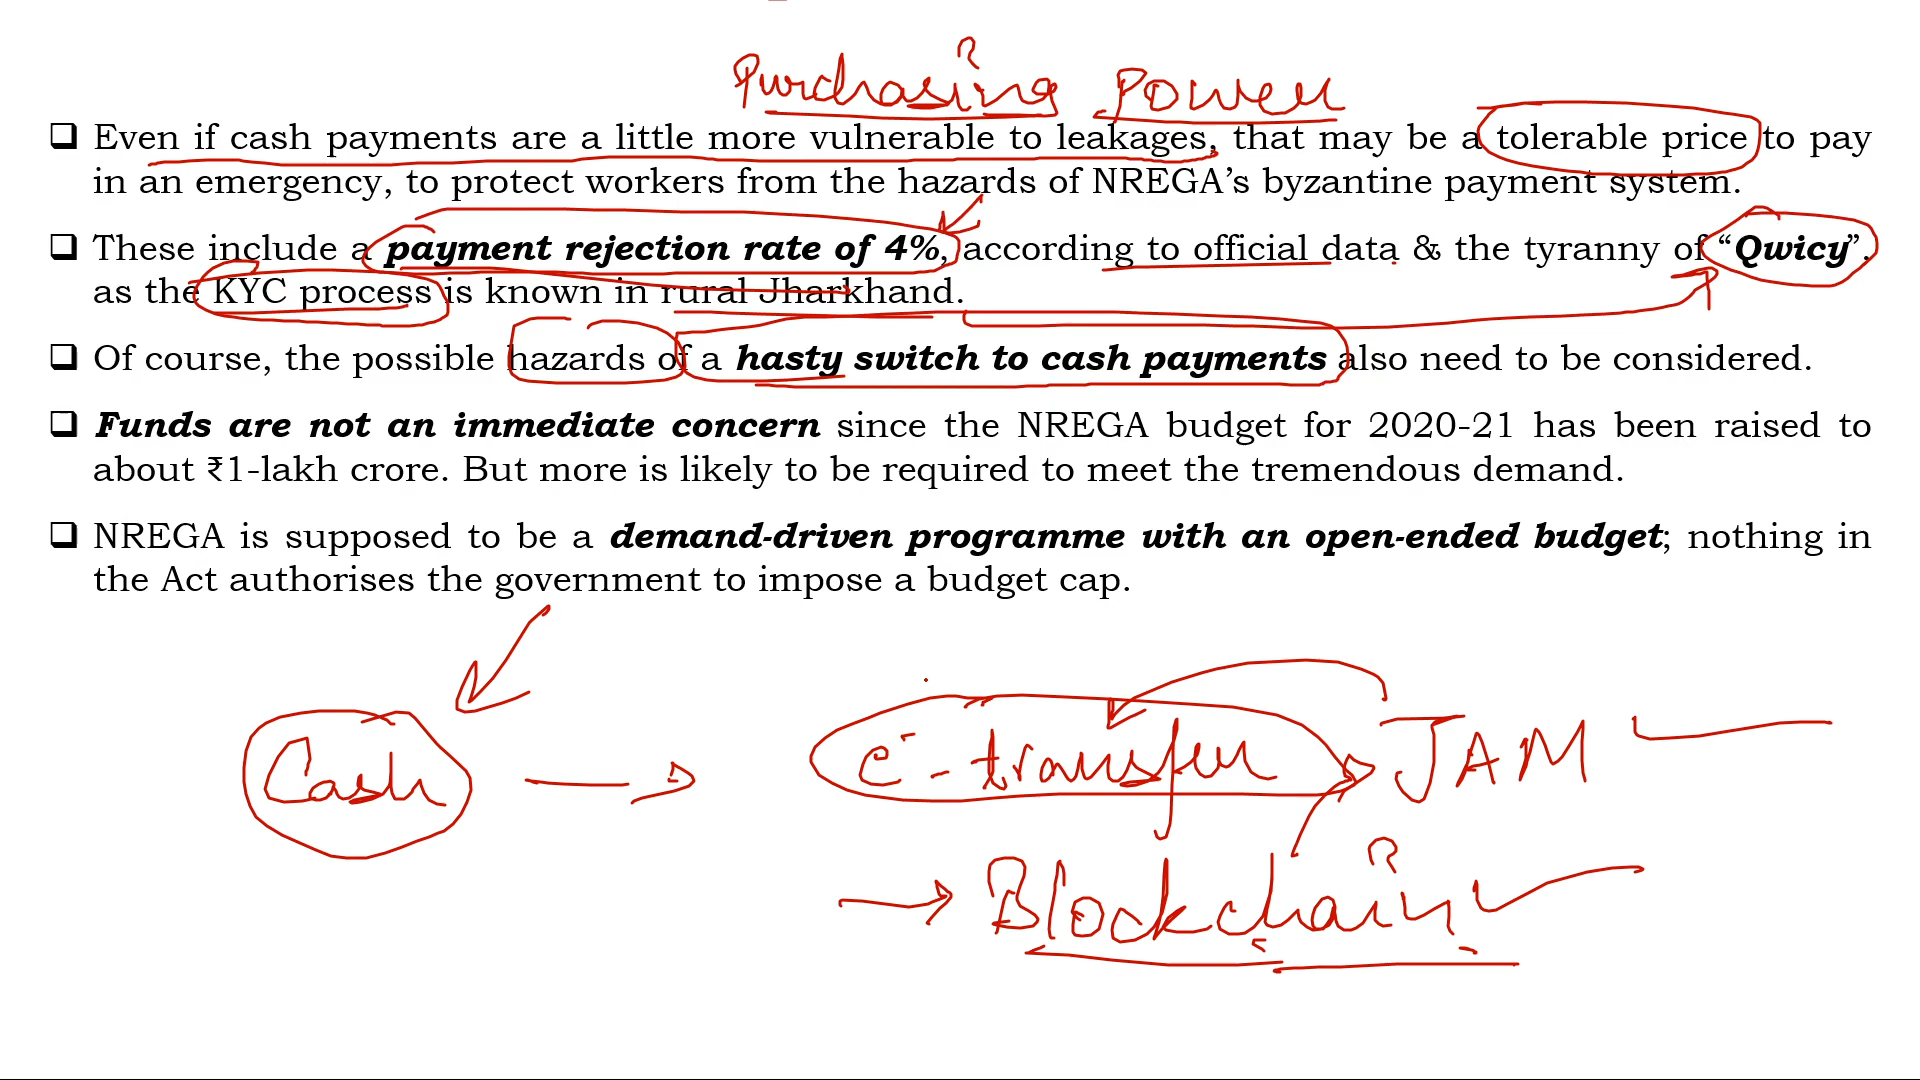 Purchasing Power
❑ Even if cash payments are a little more vulnerable to leakages, that may be a tolerable price to pay
in an emergency, to protect workers from the hazards of NREGA’s byzantine payment system.
❑ These include a payment rejection rate of 4%, according to official data & the tyranny of “Qwicy”,
as the KYC process is known in rural Jharkhand.
❑ Of course, the possible hazards of a hasty switch to cash payments also need to be considered.
❑ Funds are not an immediate concern since the NREGA budget for 2020-21 has been raised to
about ₹1-lakh crore. But more is likely to be required to meet the tremendous demand.
❑ NREGA is supposed to be a demand-driven programme with an open-ended budget; nothing in
the Act authorises the government to impose a budget cap.
Cash → e-transfer JAM
→ Blockchain